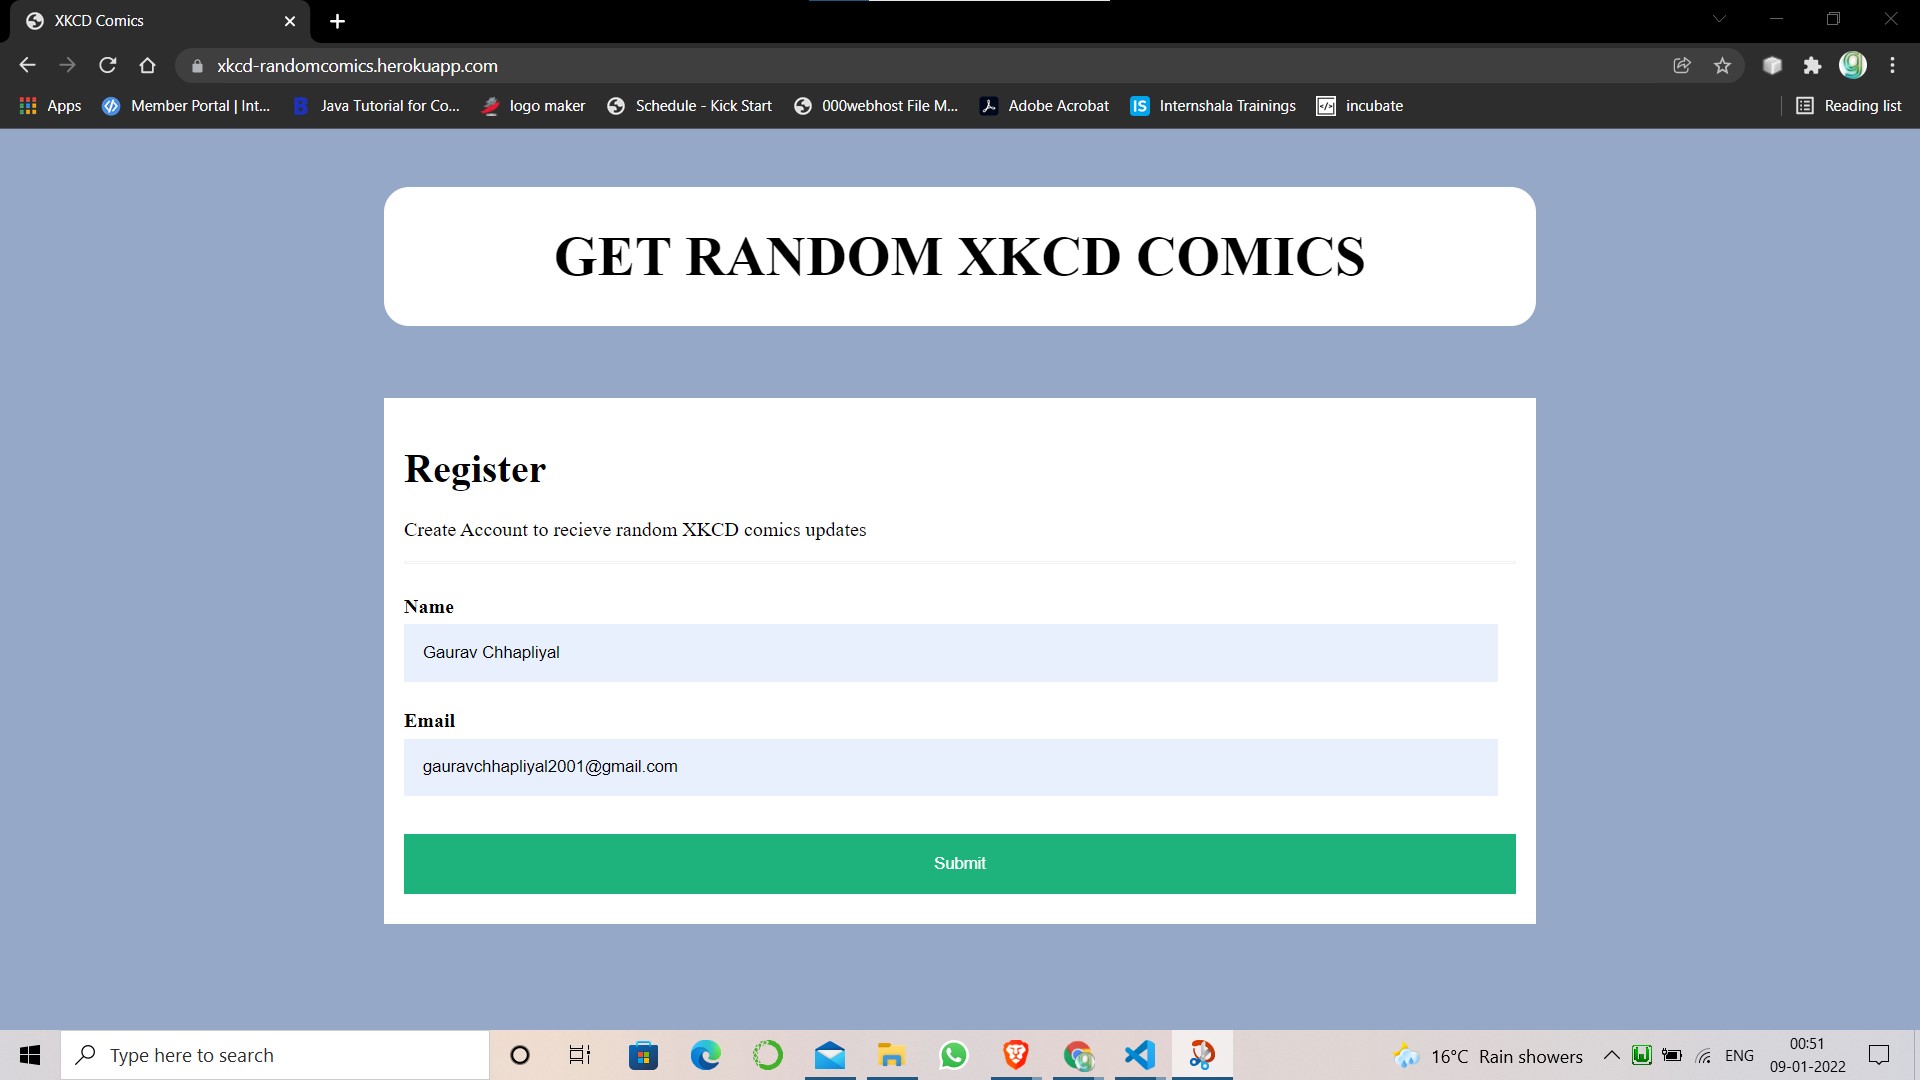 XKCD Comics
xkcd-randomcomics.herokuapp.com
Apps Member Portal | Int... Java Tutorial for Co... logo maker Schedule - Kick Start 000webhost File M... Adobe Acrobat IS Internshala Trainings incubate Reading list
GET RANDOM XKCD COMICS
Register
Create Account to recieve random XKCD comics updates
Name
Gaurav Chhapliyal
Email
gauravchhapliyal2001@gmail.com
Submit
Type here to search 16°C Rain showers ENG 00:51
09-01-2022